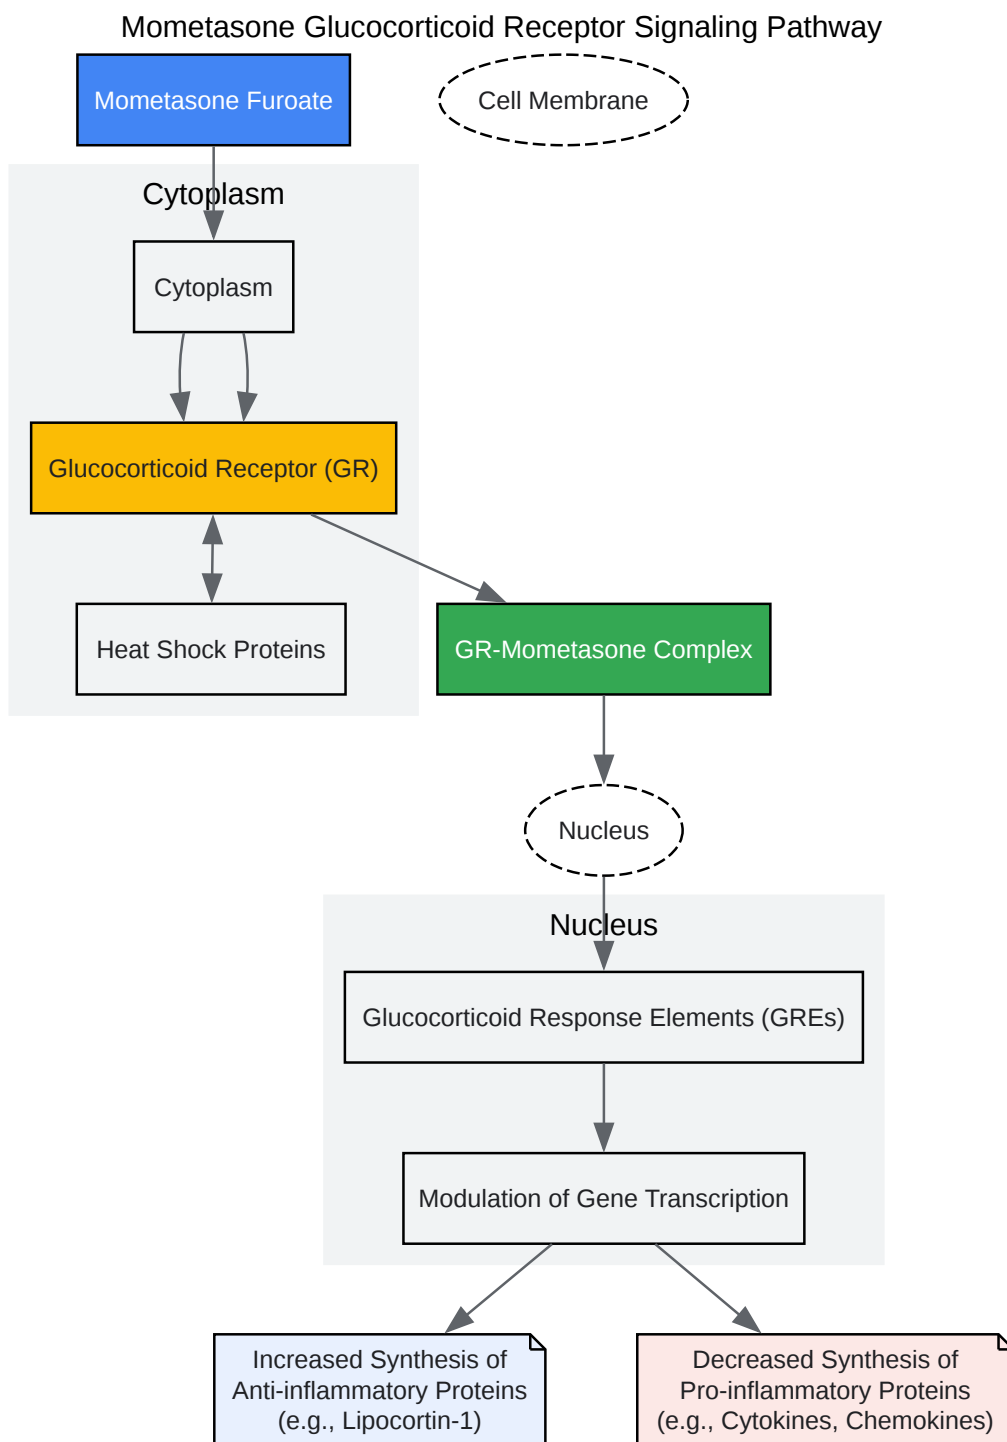 Mometasone Glucocorticoid Receptor Signaling Pathway
Mometasone Furoate
Cell Membrane
Cytoplasm
Cytoplasm
Glucocorticoid Receptor (GR)
Heat Shock Proteins
GR-Mometasone Complex
Nucleus
Nucleus
Glucocorticoid Response Elements (GREs)
Modulation of Gene Transcription
Increased Synthesis of
Anti-inflammatory Proteins
(e.g., Lipocortin-1)
Decreased Synthesis of
Pro-inflammatory Proteins
(e.g., Cytokines, Chemokines)